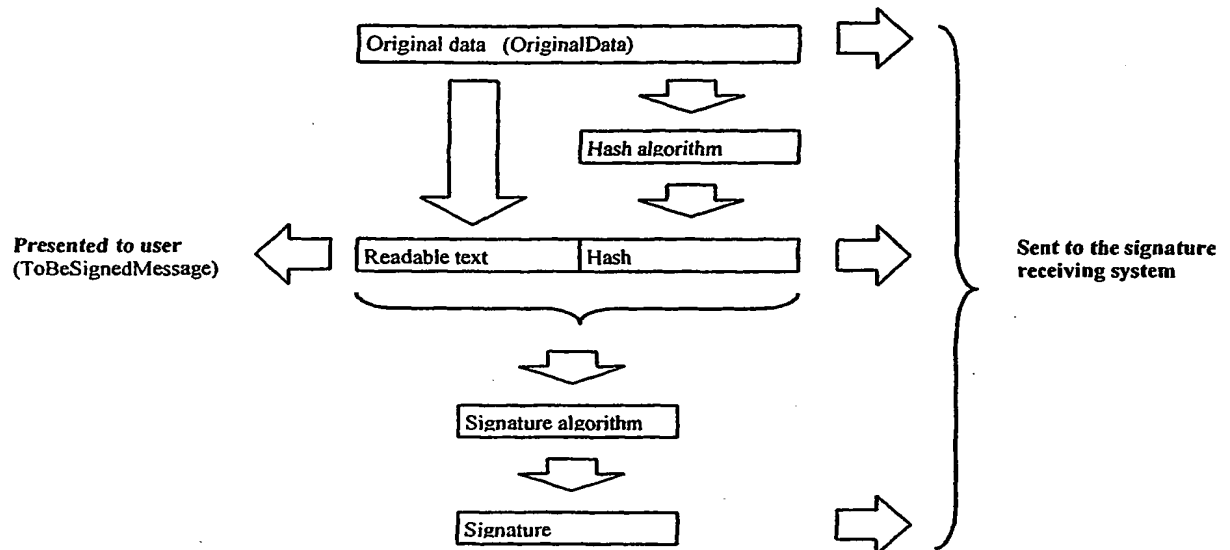 Original data (OriginalData)
Hash algorithm
Presented to user
(ToBeSignedMessage)
Readable text
Hash
Sent to the signature
receiving system
Signature algorithm
Signature